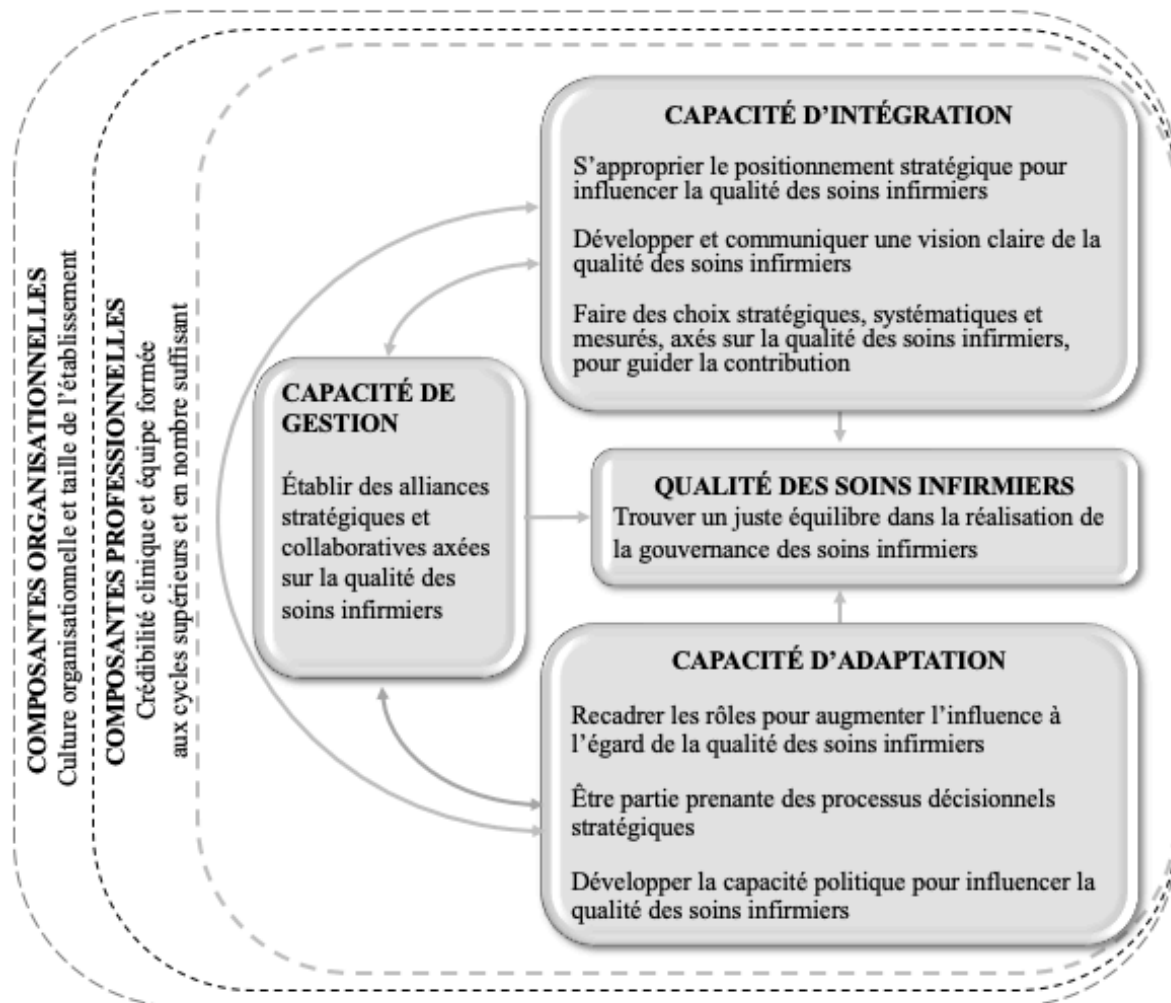 COMPOSANTES ORGANISATIONNELLES
Culture organisationnelle et taille de l’établissement
COMPOSANTES PROFESSIONNELLES
Crédibilité clinique et équipe formée
aux cycles supérieurs et en nombre suffisant
CAPACITÉ D’INTÉGRATION
S’approprier le positionnement stratégique pour
influencer la qualité des soins infirmiers
Développer et communiquer une vision claire de la
qualité des soins infirmiers
Faire des choix stratégiques, systématiques et
mesurés, axés sur la qualité des soins infirmiers,
pour guider la contribution
CAPACITÉ DE
GESTION
Établir des alliances
stratégiques et
collaboratives axées
sur la qualité des
soins infirmiers
QUALITÉ DES SOINS INFIRMIERS
Trouver un juste équilibre dans la réalisation de
la gouvernance des soins infirmiers
CAPACITÉ D’ADAPTATION
Recadrer les rôles pour augmenter l’influence à
l’égard de la qualité des soins infirmiers
Être partie prenante des processus décisionnels
stratégiques
Développer la capacité politique pour influencer la
qualité des soins infirmiers